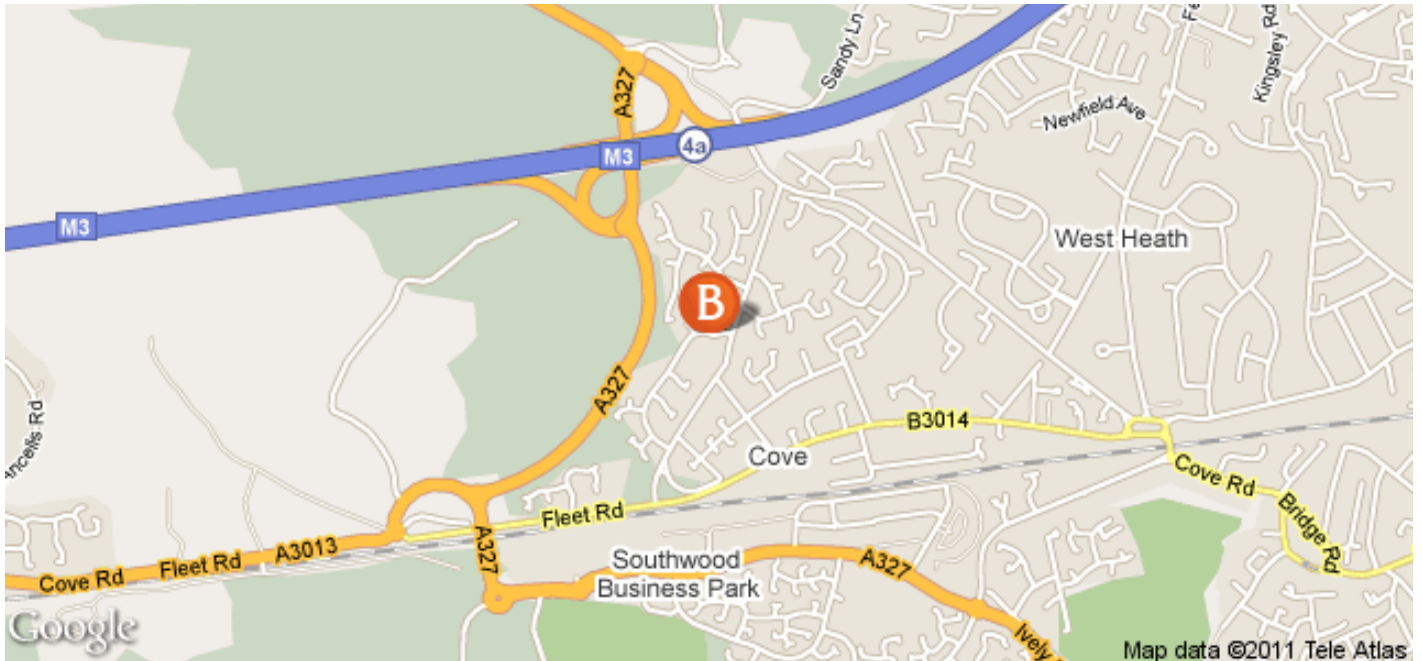 Sandy Ln
Kingsley Rd
A327
Newfield Ave
4a
M3
M3
West Heath
B
A327
B3014
Cove
Cove Rd
Fleet Rd
Bridge Rd
A327
A3013
Fleet Rd
Cove Rd
Southwood
Business Park
A327
Ively
Google
Map data ©2011 Tele Atlas